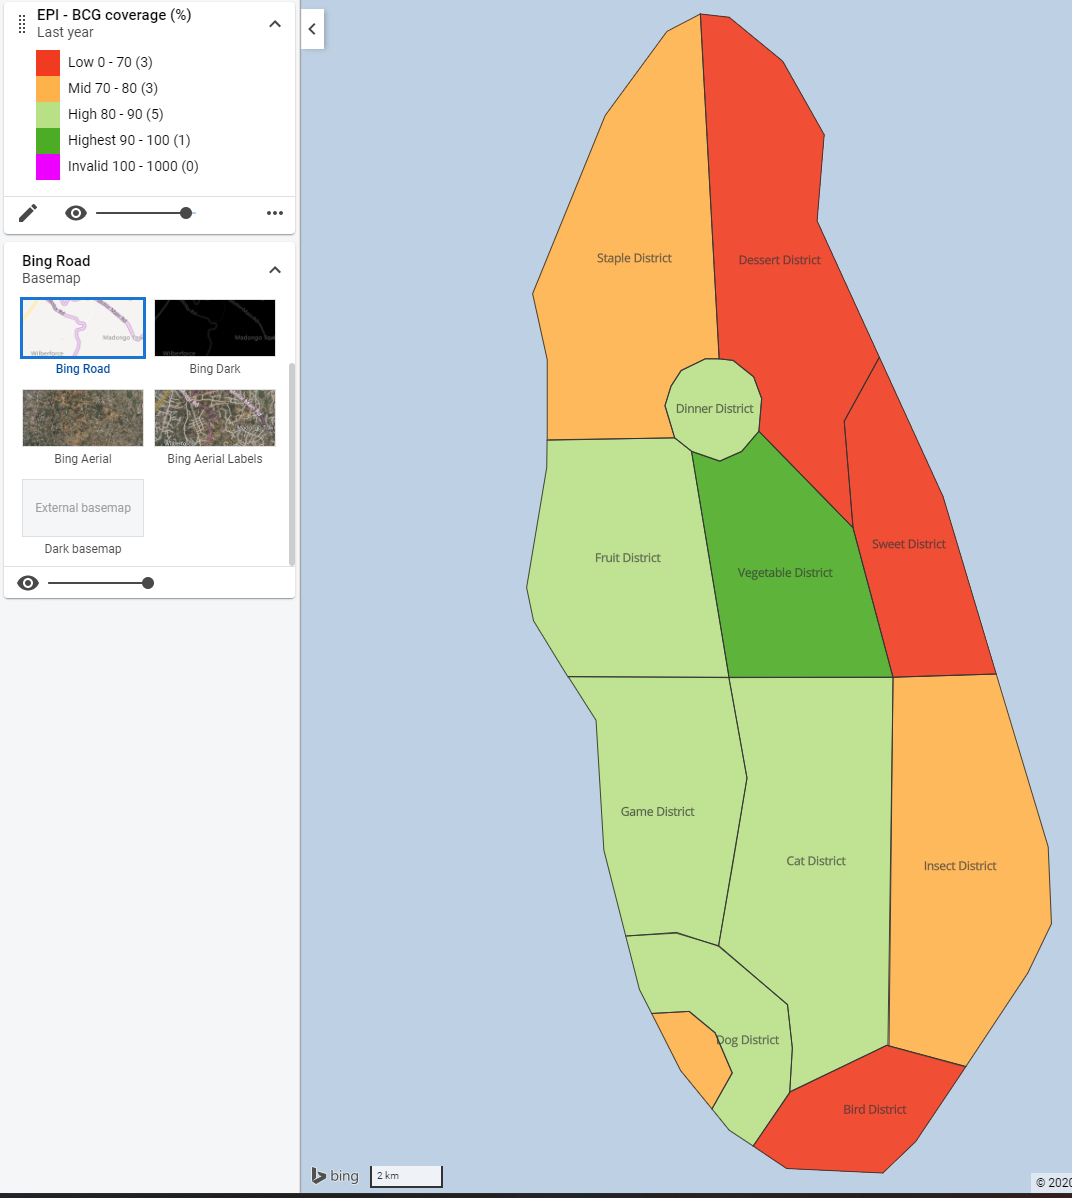 EPI - BCG coverage (%)
Last year
Low 0 - 70 (3)
Mid 70 - 80 (3)
High 80 - 90 (5)
Highest 90 - 100 (1)
Invalid 100 - 1000 (0)
Bing Road
Basemap
Wilberforce
Bing Road
Bing Dark
Bing Aerial
Bing Aerial Labels
External basemap
Dark basemap
Staple District
Dessert District
Dinner District
Fruit District
Vegetable District
Sweet District
Game District
Cat District
Insect District
Dog District
Bird District
bing
2 km
© 2020